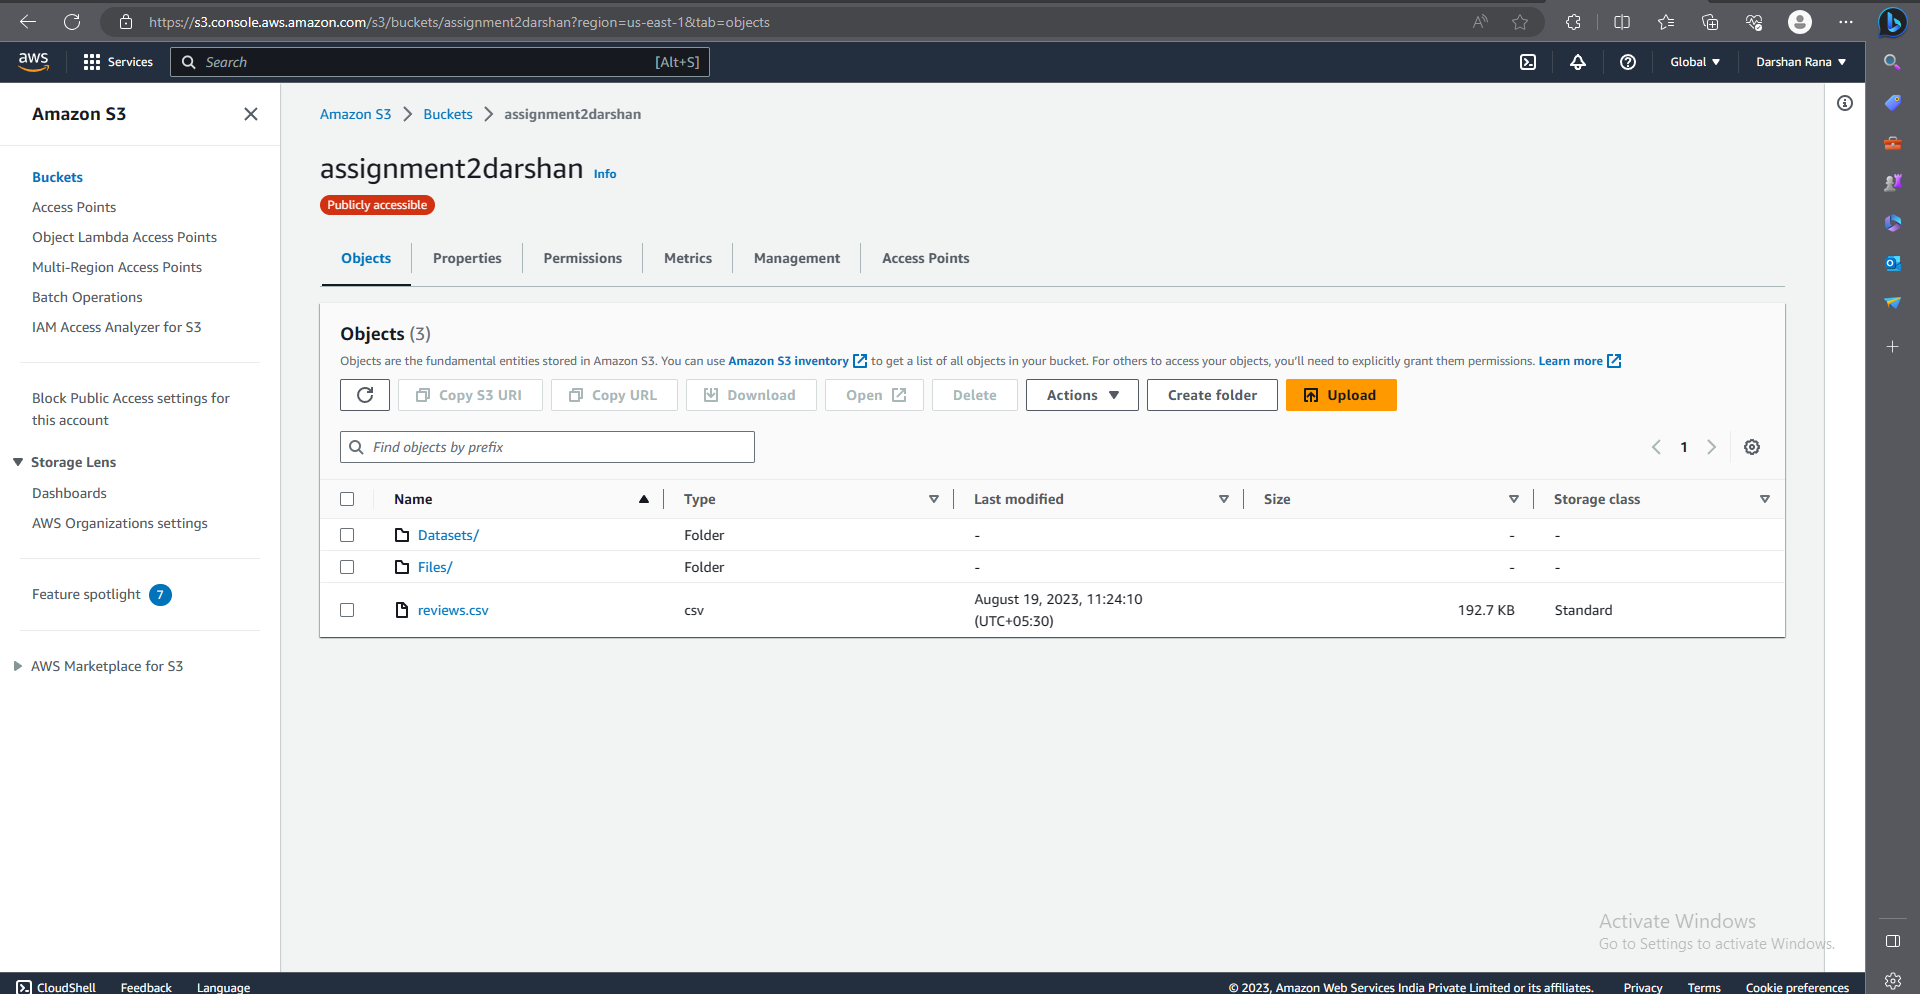 https://s3.console.aws.amazon.com/s3/buckets/assignment2darshan?region=us-east-1&tab=objects
aws
Services
Search
[Alt+S]
Global
Darshan Rana
Amazon S3
Buckets
Access Points
Object Lambda Access Points
Multi-Region Access Points
Batch Operations
IAM Access Analyzer for S3
Block Public Access settings for
this account
Storage Lens
Dashboards
AWS Organizations settings
Feature spotlight 7
AWS Marketplace for S3
Amazon S3 > Buckets > assignment2darshan
assignment2darshan Info
Publicly accessible
Objects Properties Permissions Metrics Management Access Points
Objects (3)
Objects are the fundamental entities stored in Amazon S3. You can use Amazon S3 inventory to get a list of all objects in your bucket. For others to access your objects, you'll need to explicitly grant them permissions. Learn more
Copy S3 URI Copy URL Download Open Delete Actions Create folder Upload
Find objects by prefix
1
Name Type Last modified Size Storage class
Datasets/ Folder - - -
Files/ Folder - - -
reviews.csv csv August 19, 2023, 11:24:10 192.7 KB Standard
(UTC+05:30)
Activate Windows
Go to Settings to activate Windows.
CloudShell Feedback Language © 2023, Amazon Web Services India Private Limited or its affiliates. Privacy Terms Cookie preferences